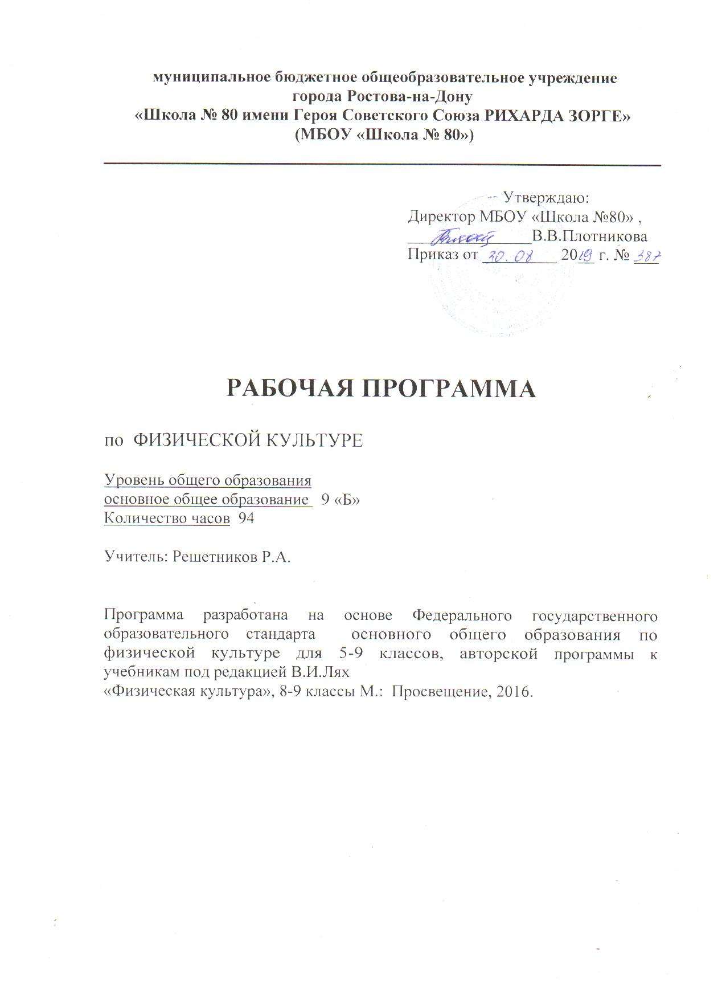 муниципальное бюджетное общеобразовательное учреждение
города Ростова-на-Дону
«Школа № 80 имени Героя Советского Союза РИХАРДА ЗОРГЕ»
(МБОУ «Школа № 80»)
Утверждаю:
Директор МБОУ «Школа №80» ,
_______________В.В.Плотникова
Приказ от 30.08 2019 г. № 387
РАБОЧАЯ ПРОГРАММА
по ФИЗИЧЕСКОЙ КУЛЬТУРЕ
Уровень общего образования
основное общее образование 9 «Б»
Количество часов 94
Учитель: Решетников Р.А.
Программа разработана на основе Федерального государственного
образовательного стандарта основного общего образования по
физической культуре для 5-9 классов, авторской программы к
учебникам под редакцией В.И.Лях
«Физическая культура», 8-9 классы М.: Просвещение, 2016.